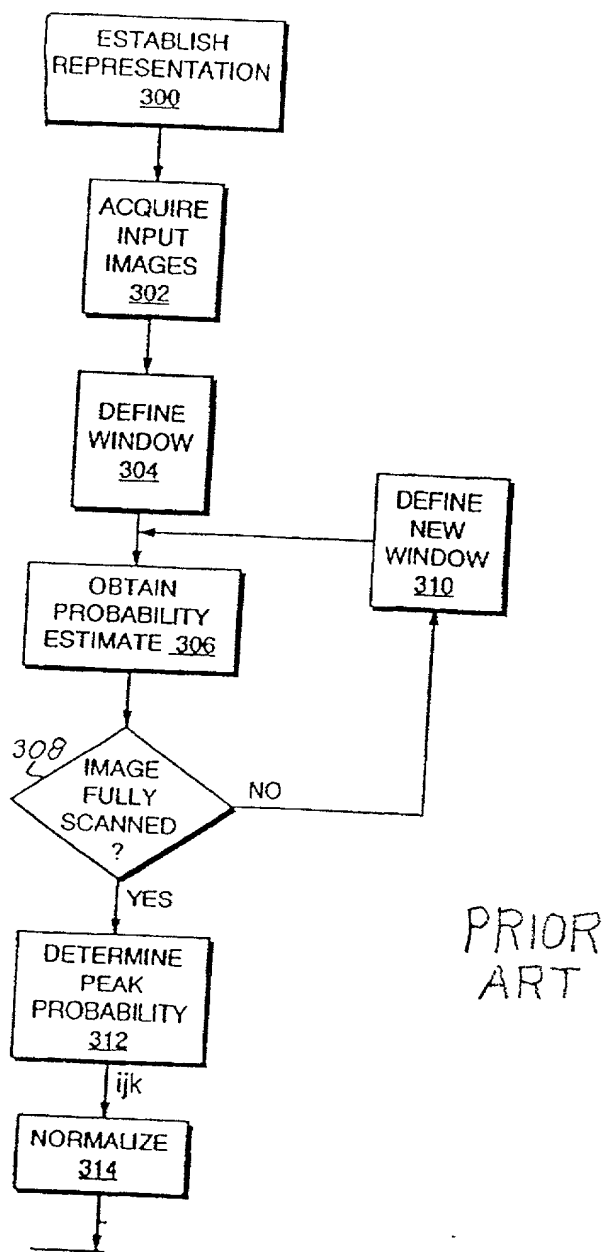 ESTABLISH
REPRESENTATION
300
ACQUIRE
INPUT
IMAGES
302
DEFINE
WINDOW
304
DEFINE
NEW
WINDOW
310
OBTAIN
PROBABILITY
ESTIMATE 306
308
IMAGE
FULLY
SCANNED
?
NO
YES
DETERMINE
PEAK
PROBABILITY
312
PRIOR
ART
ijk
NORMALIZE
314